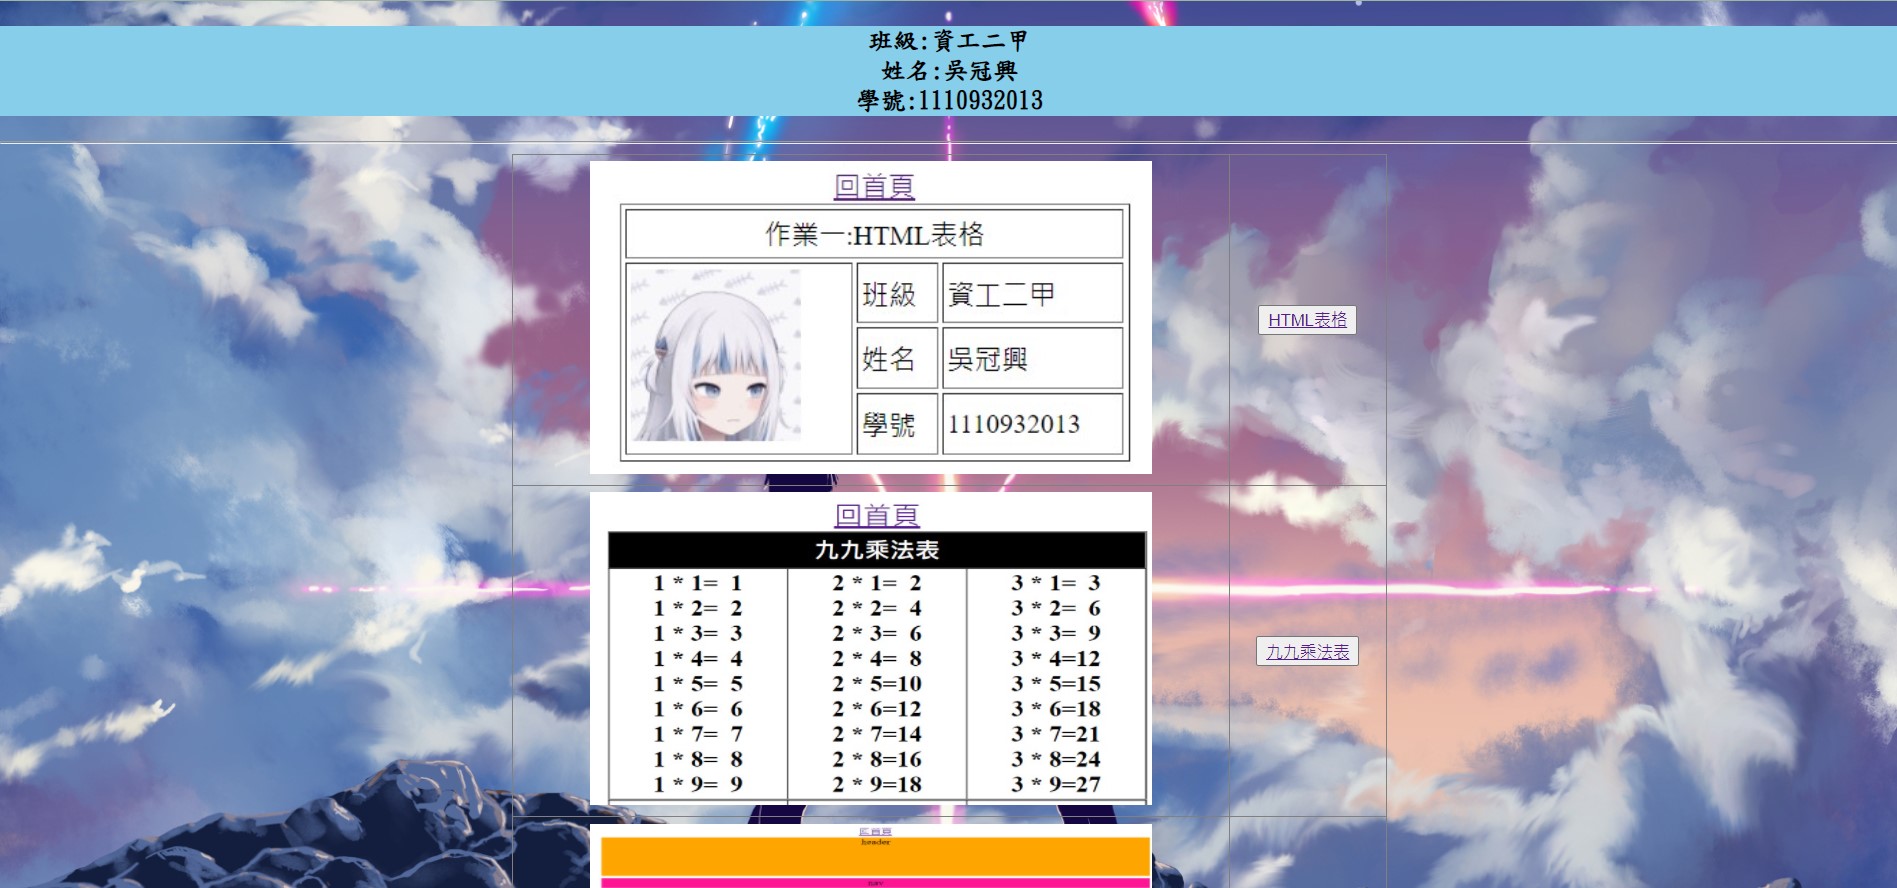 班級:資工二甲
姓名:吳冠興
學號:1110932013
回首頁
作業一:HTML表格
班級 資工二甲
姓名 吳冠興
學號 1110932013
HTML表格
回首頁
九九乘法表
1 * 1= 1 2 * 1= 2 3 * 1= 3
1 * 2= 2 2 * 2= 4 3 * 2= 6
1 * 3= 3 2 * 3= 6 3 * 3= 9
1 * 4= 4 2 * 4= 8 3 * 4=12
1 * 5= 5 2 * 5=10 3 * 5=15
1 * 6= 6 2 * 6=12 3 * 6=18
1 * 7= 7 2 * 7=14 3 * 7=21
1 * 8= 8 2 * 8=16 3 * 8=24
1 * 9= 9 2 * 9=18 3 * 9=27
九九乘法表
回首頁
header